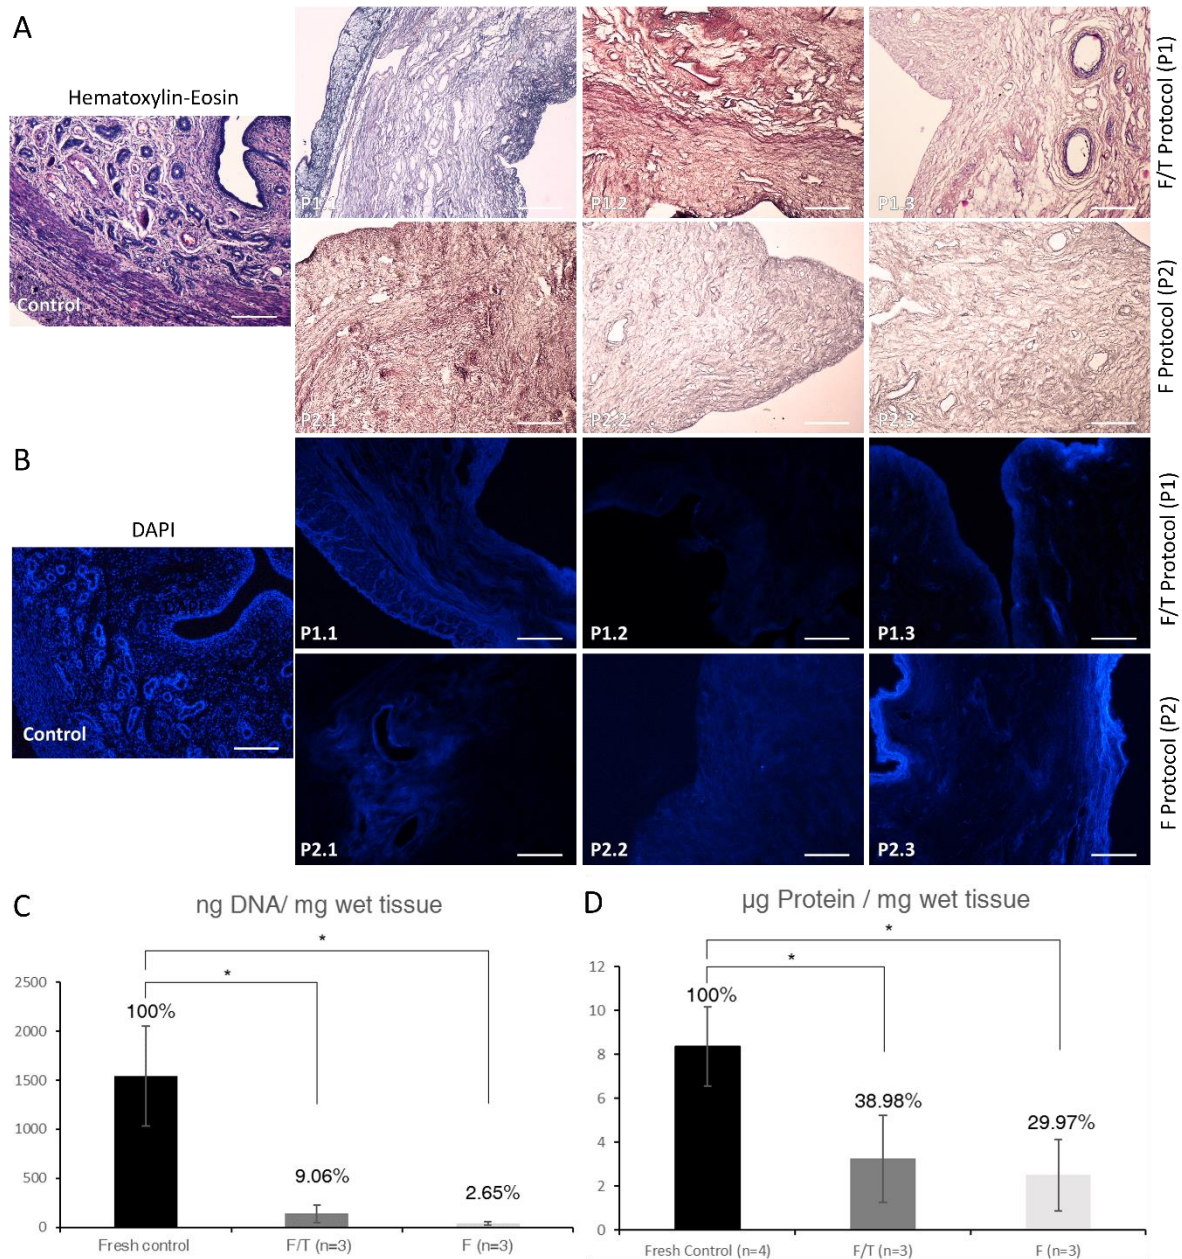 A
Hematoxylin-Eosin
Control
P1.1
P1.2
P1.3
F/T Protocol (P1)
P2.1
P2.2
P2.3
F Protocol (P2)
B
DAPI
DAPI
Control
P1.1
P1.2
P1.3
F/T Protocol (P1)
P2.1
P2.2
P2.3
F Protocol (P2)
C
ng DNA/ mg wet tissue
*
*
2500
2000
1500
1000
500
0
100%
9.06%
2.65%
Fresh control
F/T (n=3)
F (n=3)
D
µg Protein / mg wet tissue
*
*
12
10
8
6
4
2
0
100%
38.98%
29.97%
Fresh Control (n=4)
F/T (n=3)
F (n=3)